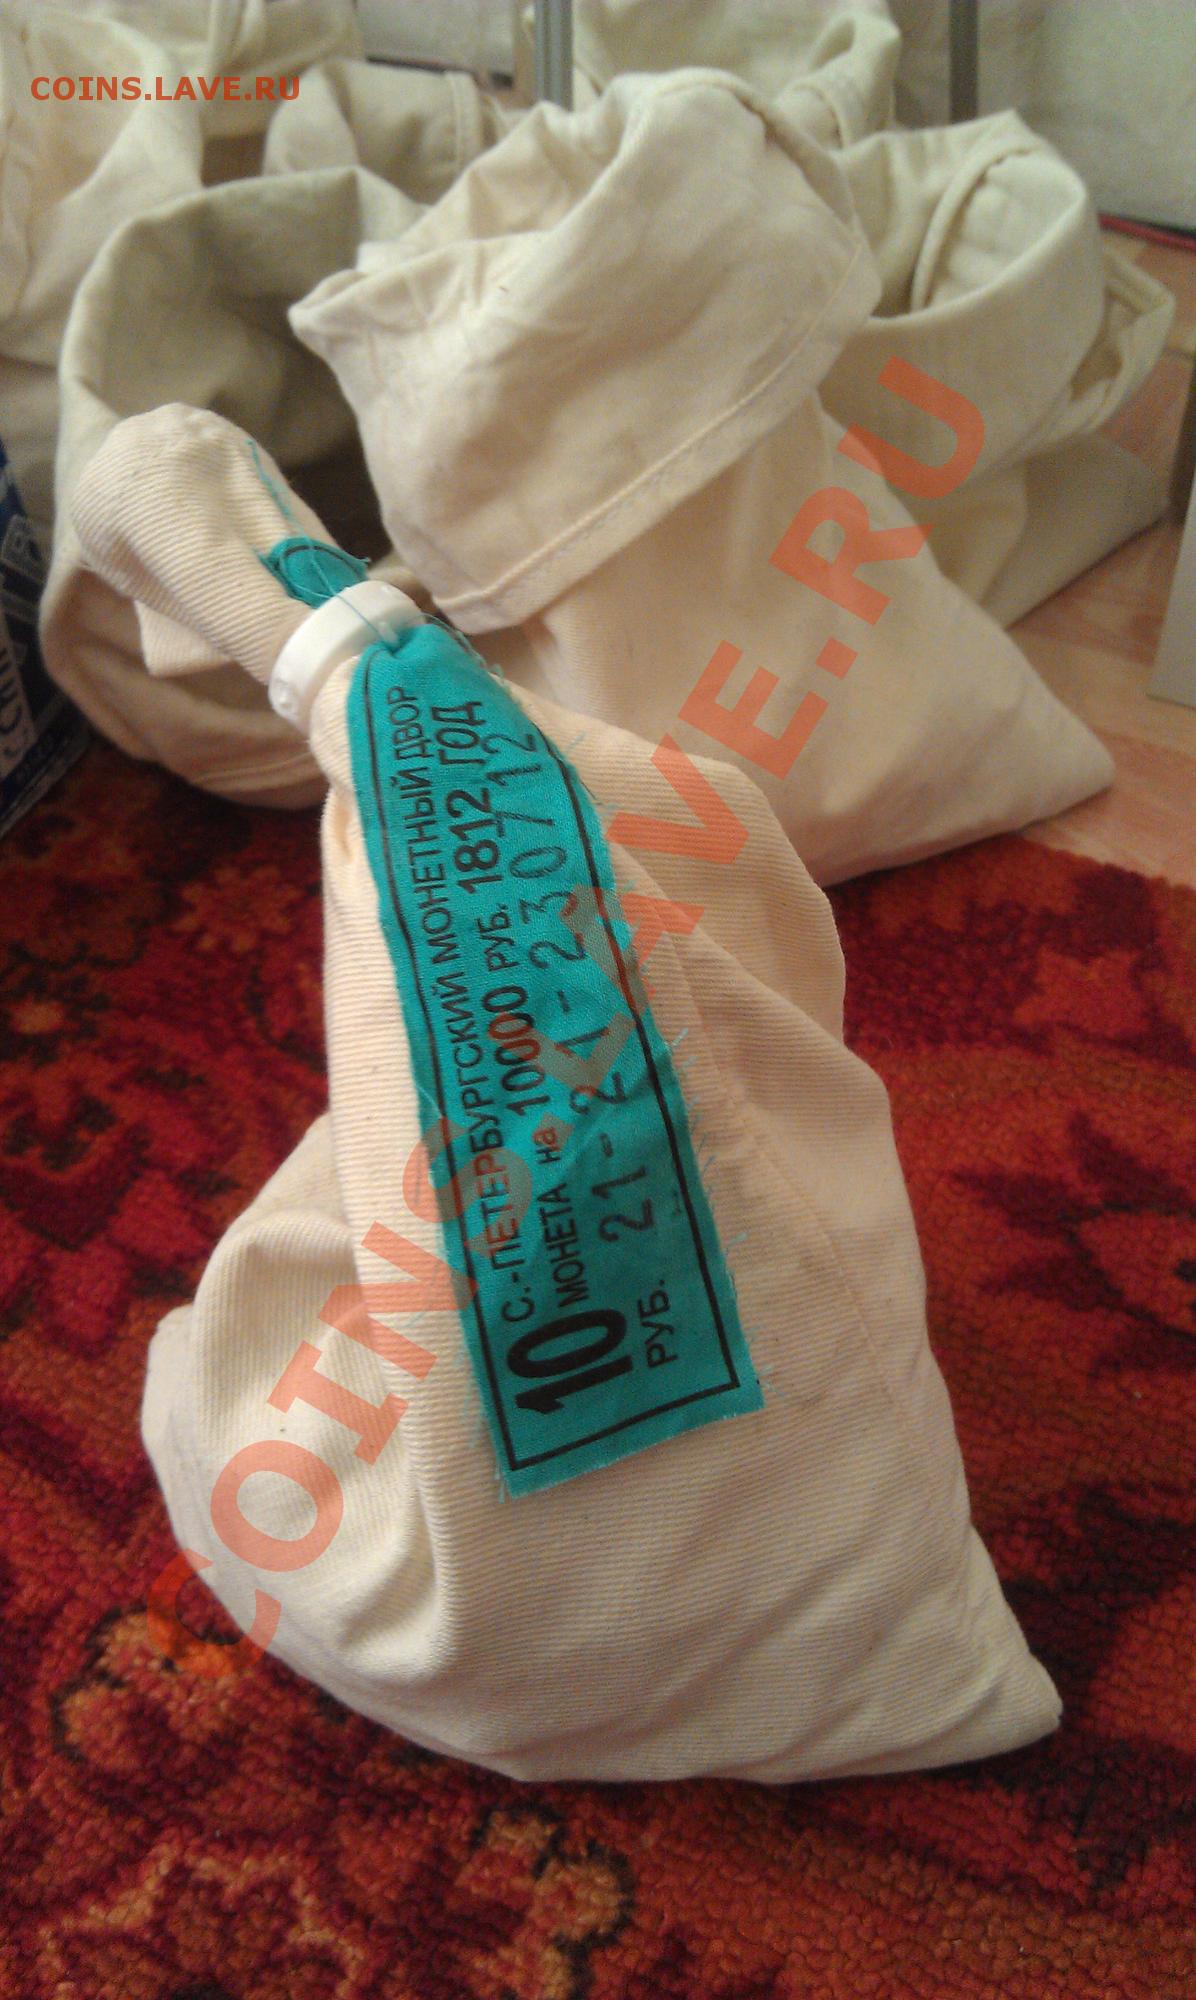 COINS.LAVE.RU
С.-ПЕТЕРБУРГСКИЙ МОНЕТНЫЙ ДВОР
10 МОНЕТА на 10000 РУБ. 1812 ГОД
РУБ. 21-21-21-230712
COINS.LAVE.RU